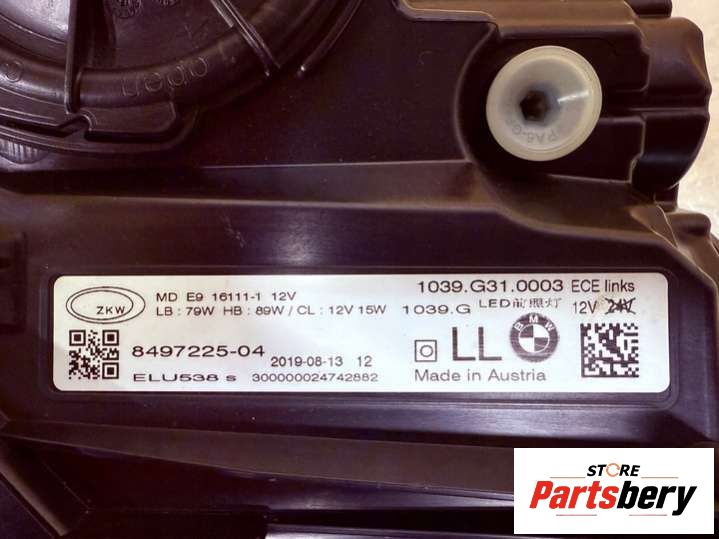 open
PA6-G
ZKW
MD E9 16111-1 12V
LB : 79W HB : 89W / CL : 12V 15W
1039.G31.0003 ECE links
1039.G LED前照灯 12V 24V
8497225-04
2019-08-13 12
LL
BMW
ELU538 s 300000024742882
Made in Austria
STORE
Partsbery